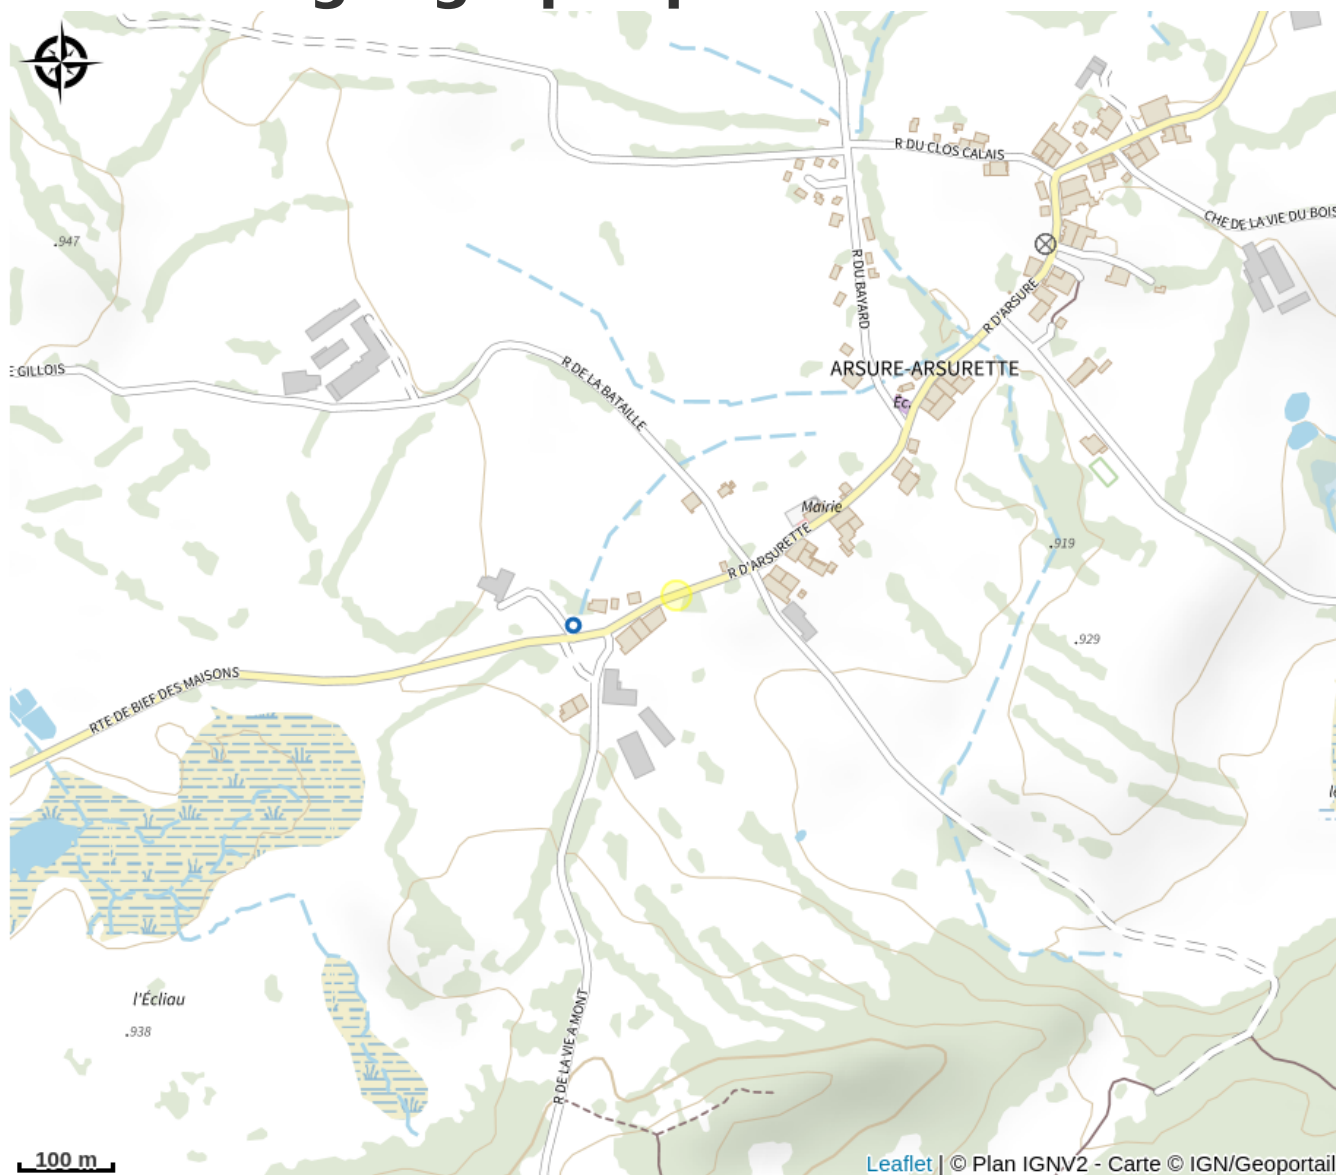 R DU CLOS CALAIS
CHE DE LA VIE DU BOIS
.947
R DU BAYARD
R D'ARSURE
ARSURE-ARSURETTE
E GILLOIS
R DE LA BATAILLE
Éc.
Mairie
R D'ARSURETTE
.919
.929
RTE DE BIEF DES MAISONS
l'Écliau
.938
R DE LA VIE A MONT
100 m
Leaflet | © Plan IGNV2 - Carte © IGN/Geoportail